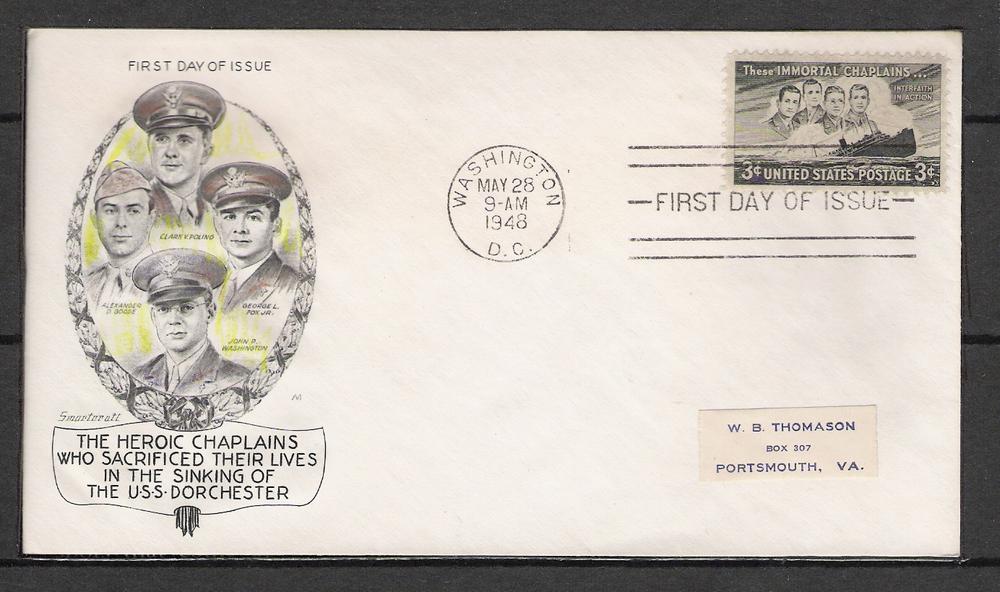 FIRST DAY OF ISSUE
CLARK V. POLING
ALEXANDER
D. GOODE
GEORGE L.
FOX JR.
JOHN P.
WASHINGTON
Smartcraft
THE HEROIC CHAPLAINS
WHO SACRIFICED THEIR LIVES
IN THE SINKING OF
THE U·S·S· DORCHESTER
WASHINGTON
MAY 28
9-AM
1948
D.C.
These IMMORTAL CHAPLAINS...
INTERFAITH
IN ACTION
3¢ UNITED STATES POSTAGE 3¢
FIRST DAY OF ISSUE
W. B. THOMASON
BOX 307
PORTSMOUTH, VA.